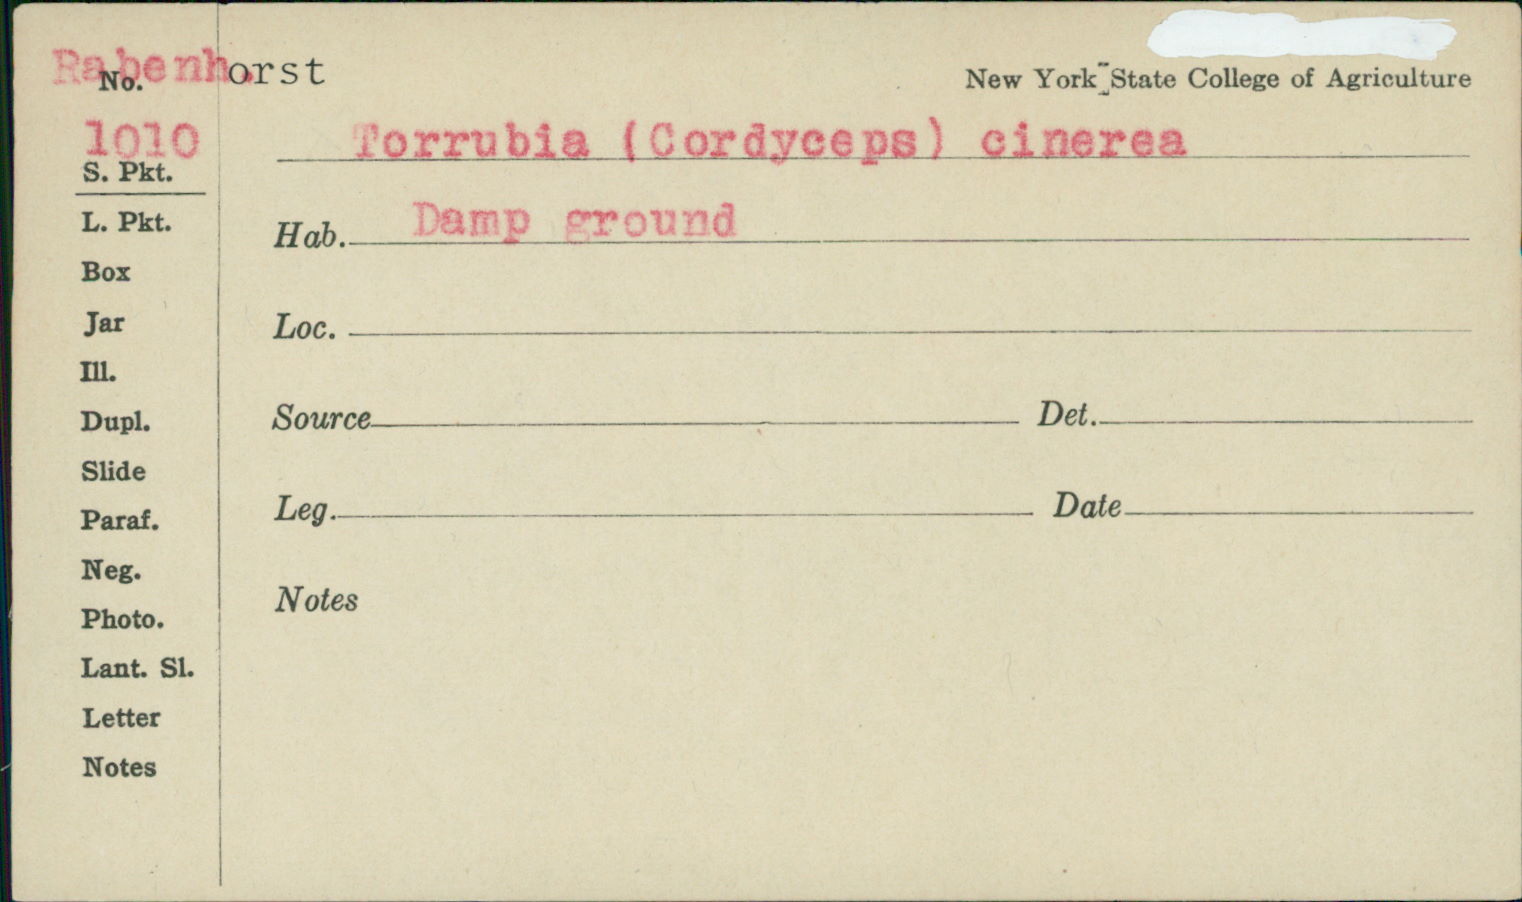 Rabenhorst
No.
New York State College of Agriculture
1010
Torrubia (Cordyceps) cinerea
S. Pkt.
L. Pkt.
Hab. Damp ground
Box
Jar
Loc.
Ill.
Dupl.
Source Det.
Slide
Paraf.
Leg. Date
Neg.
Photo.
Notes
Lant. Sl.
Letter
Notes